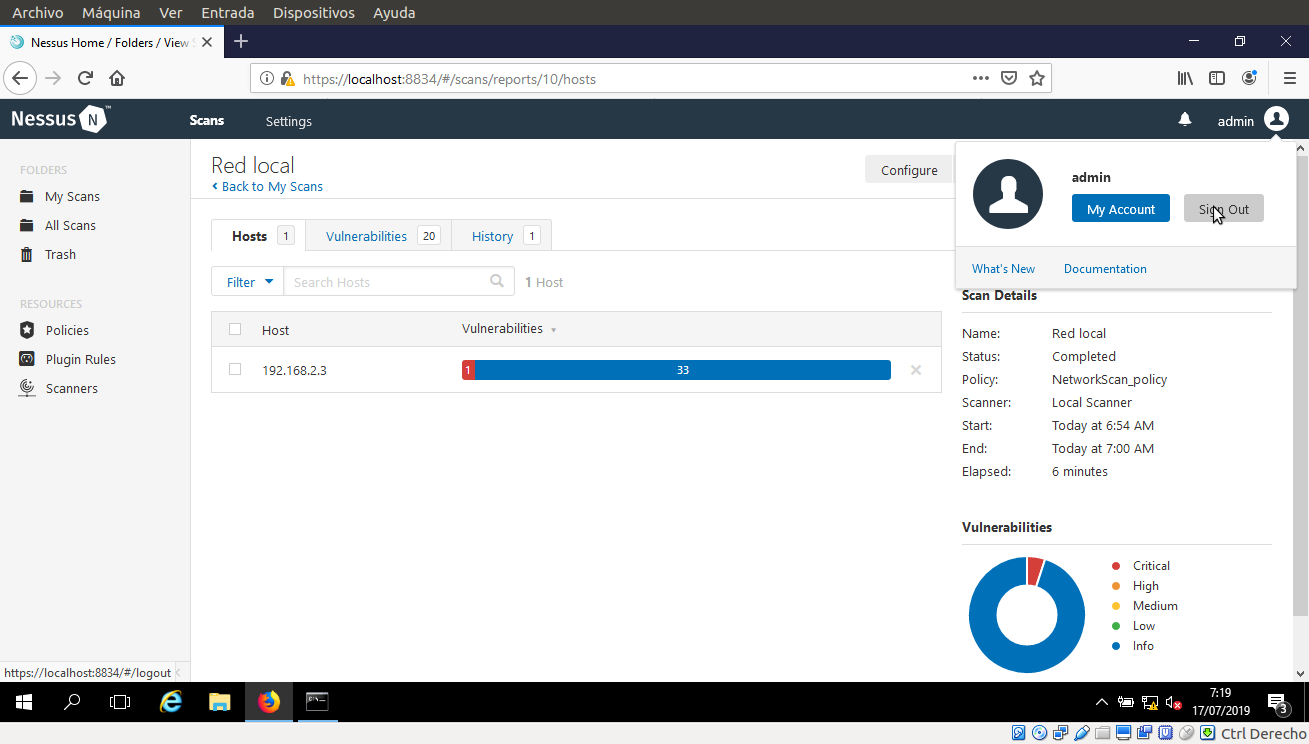 Archivo Máquina Ver Entrada Dispositivos Ayuda
Nessus Home / Folders / View
https://localhost:8834/#/scans/reports/10/hosts
Nessus N ™ Scans Settings admin
FOLDERS
My Scans
All Scans
Trash
RESOURCES
Policies
Plugin Rules
Scanners
Red local
Back to My Scans
Configure
admin
My Account Sign Out
What's New Documentation
Hosts 1 Vulnerabilities 20 History 1
Filter Search Hosts 1 Host
Host Vulnerabilities
192.168.2.3 1 33
Scan Details
Name: Red local
Status: Completed
Policy: NetworkScan_policy
Scanner: Local Scanner
Start: Today at 6:54 AM
End: Today at 7:00 AM
Elapsed: 6 minutes
Vulnerabilities
Critical
High
Medium
Low
Info
https://localhost:8834/#/logout
7:19
17/07/2019
3
Ctrl Derecho